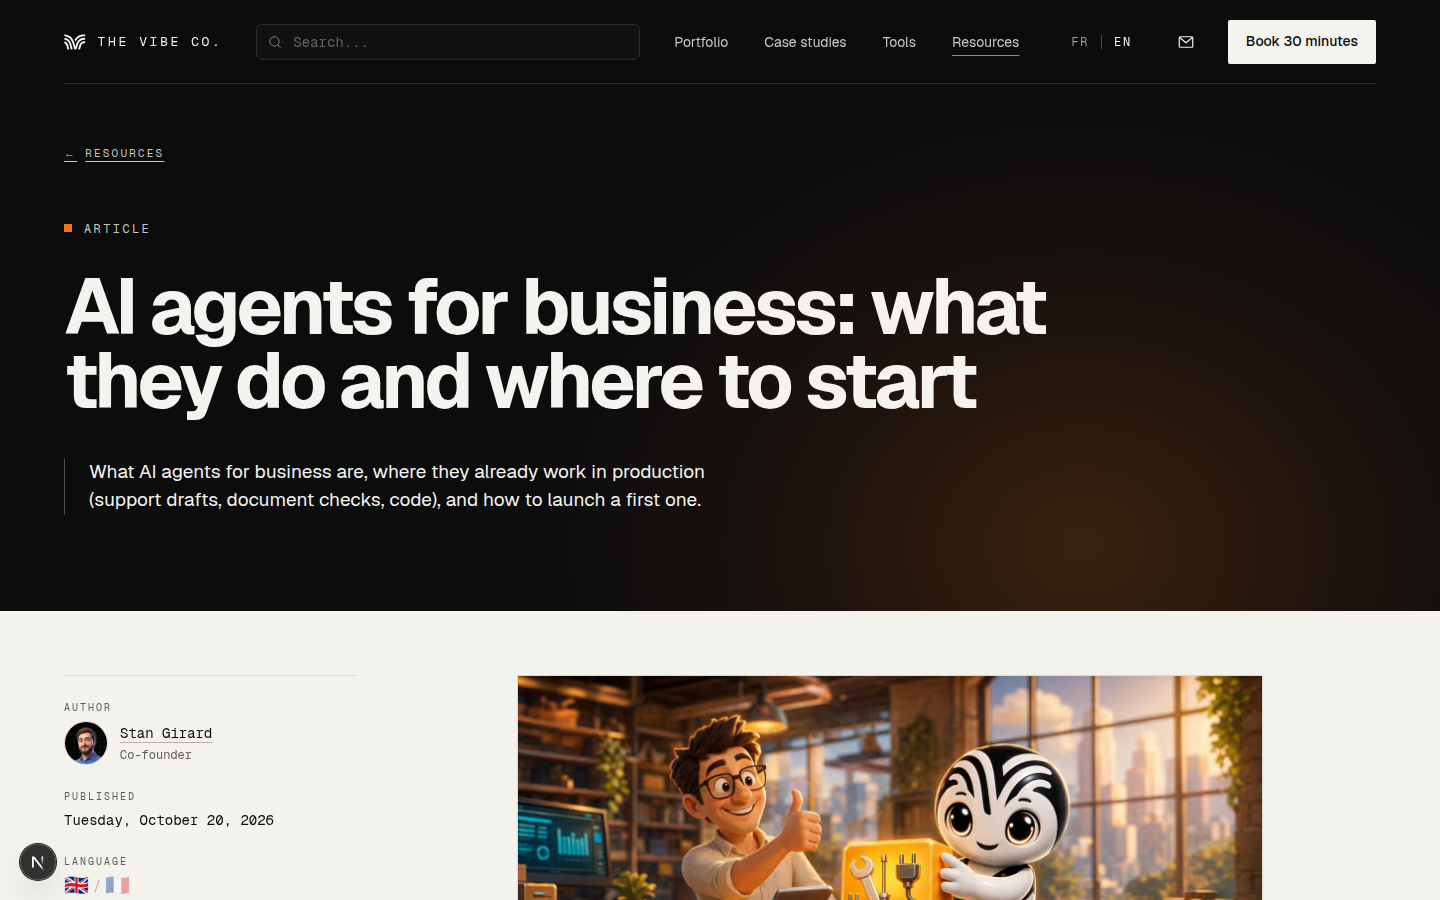 THE VIBE CO.
Search...
Portfolio
Case studies
Tools
Resources
FR
EN
Book 30 minutes
← RESOURCES
ARTICLE
AI agents for business: what
they do and where to start
What AI agents for business are, where they already work in production
(support drafts, document checks, code), and how to launch a first one.
AUTHOR
Stan Girard
Co-founder
PUBLISHED
Tuesday, October 20, 2026
LANGUAGE
/
N